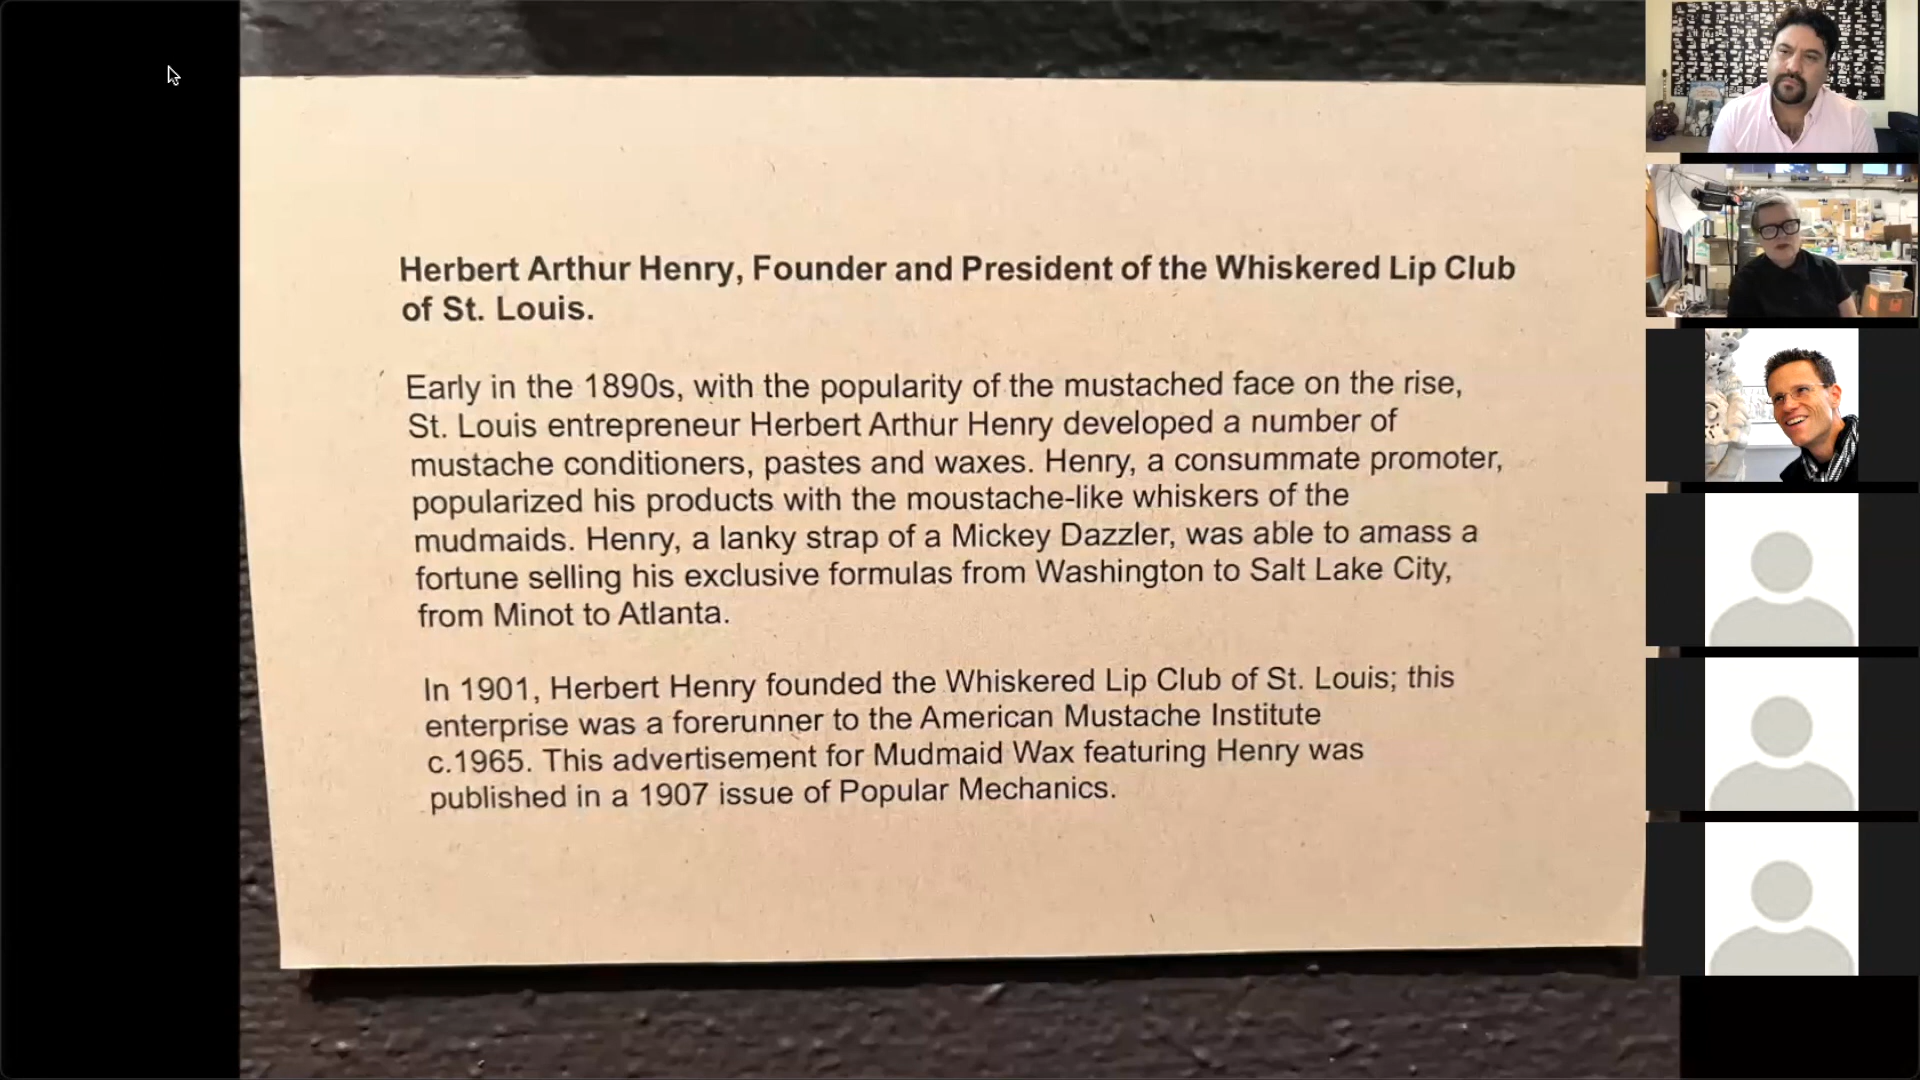 Herbert Arthur Henry, Founder and President of the Whiskered Lip Club
of St. Louis.
Early in the 1890s, with the popularity of the mustached face on the rise,
St. Louis entrepreneur Herbert Arthur Henry developed a number of
mustache conditioners, pastes and waxes. Henry, a consummate promoter,
popularized his products with the moustache-like whiskers of the
mudmaids. Henry, a lanky strap of a Mickey Dazzler, was able to amass a
fortune selling his exclusive formulas from Washington to Salt Lake City,
from Minot to Atlanta.
In 1901, Herbert Henry founded the Whiskered Lip Club of St. Louis; this
enterprise was a forerunner to the American Mustache Institute
c.1965. This advertisement for Mudmaid Wax featuring Henry was
published in a 1907 issue of Popular Mechanics.